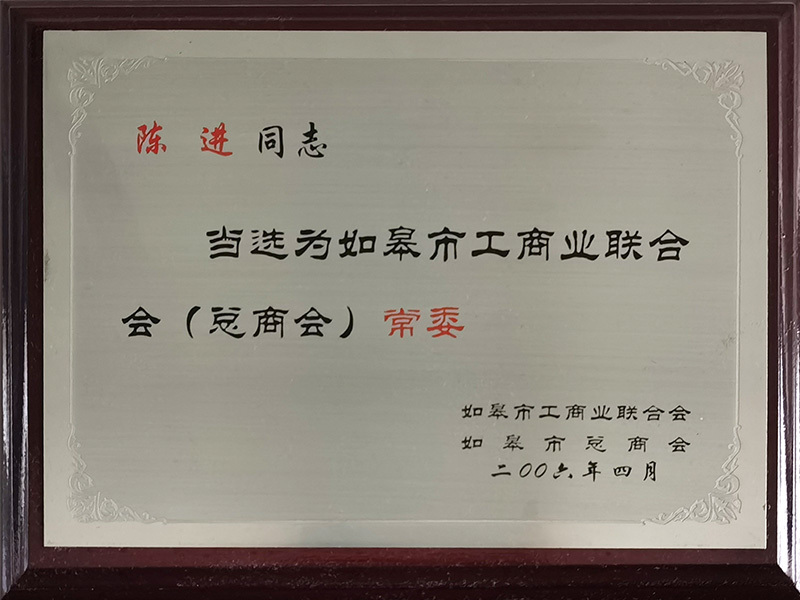 陈进同志
当选为如皋市工商业联合
会（总商会）常委
如皋市工商业联合会
如皋市总商会
二00六年四月